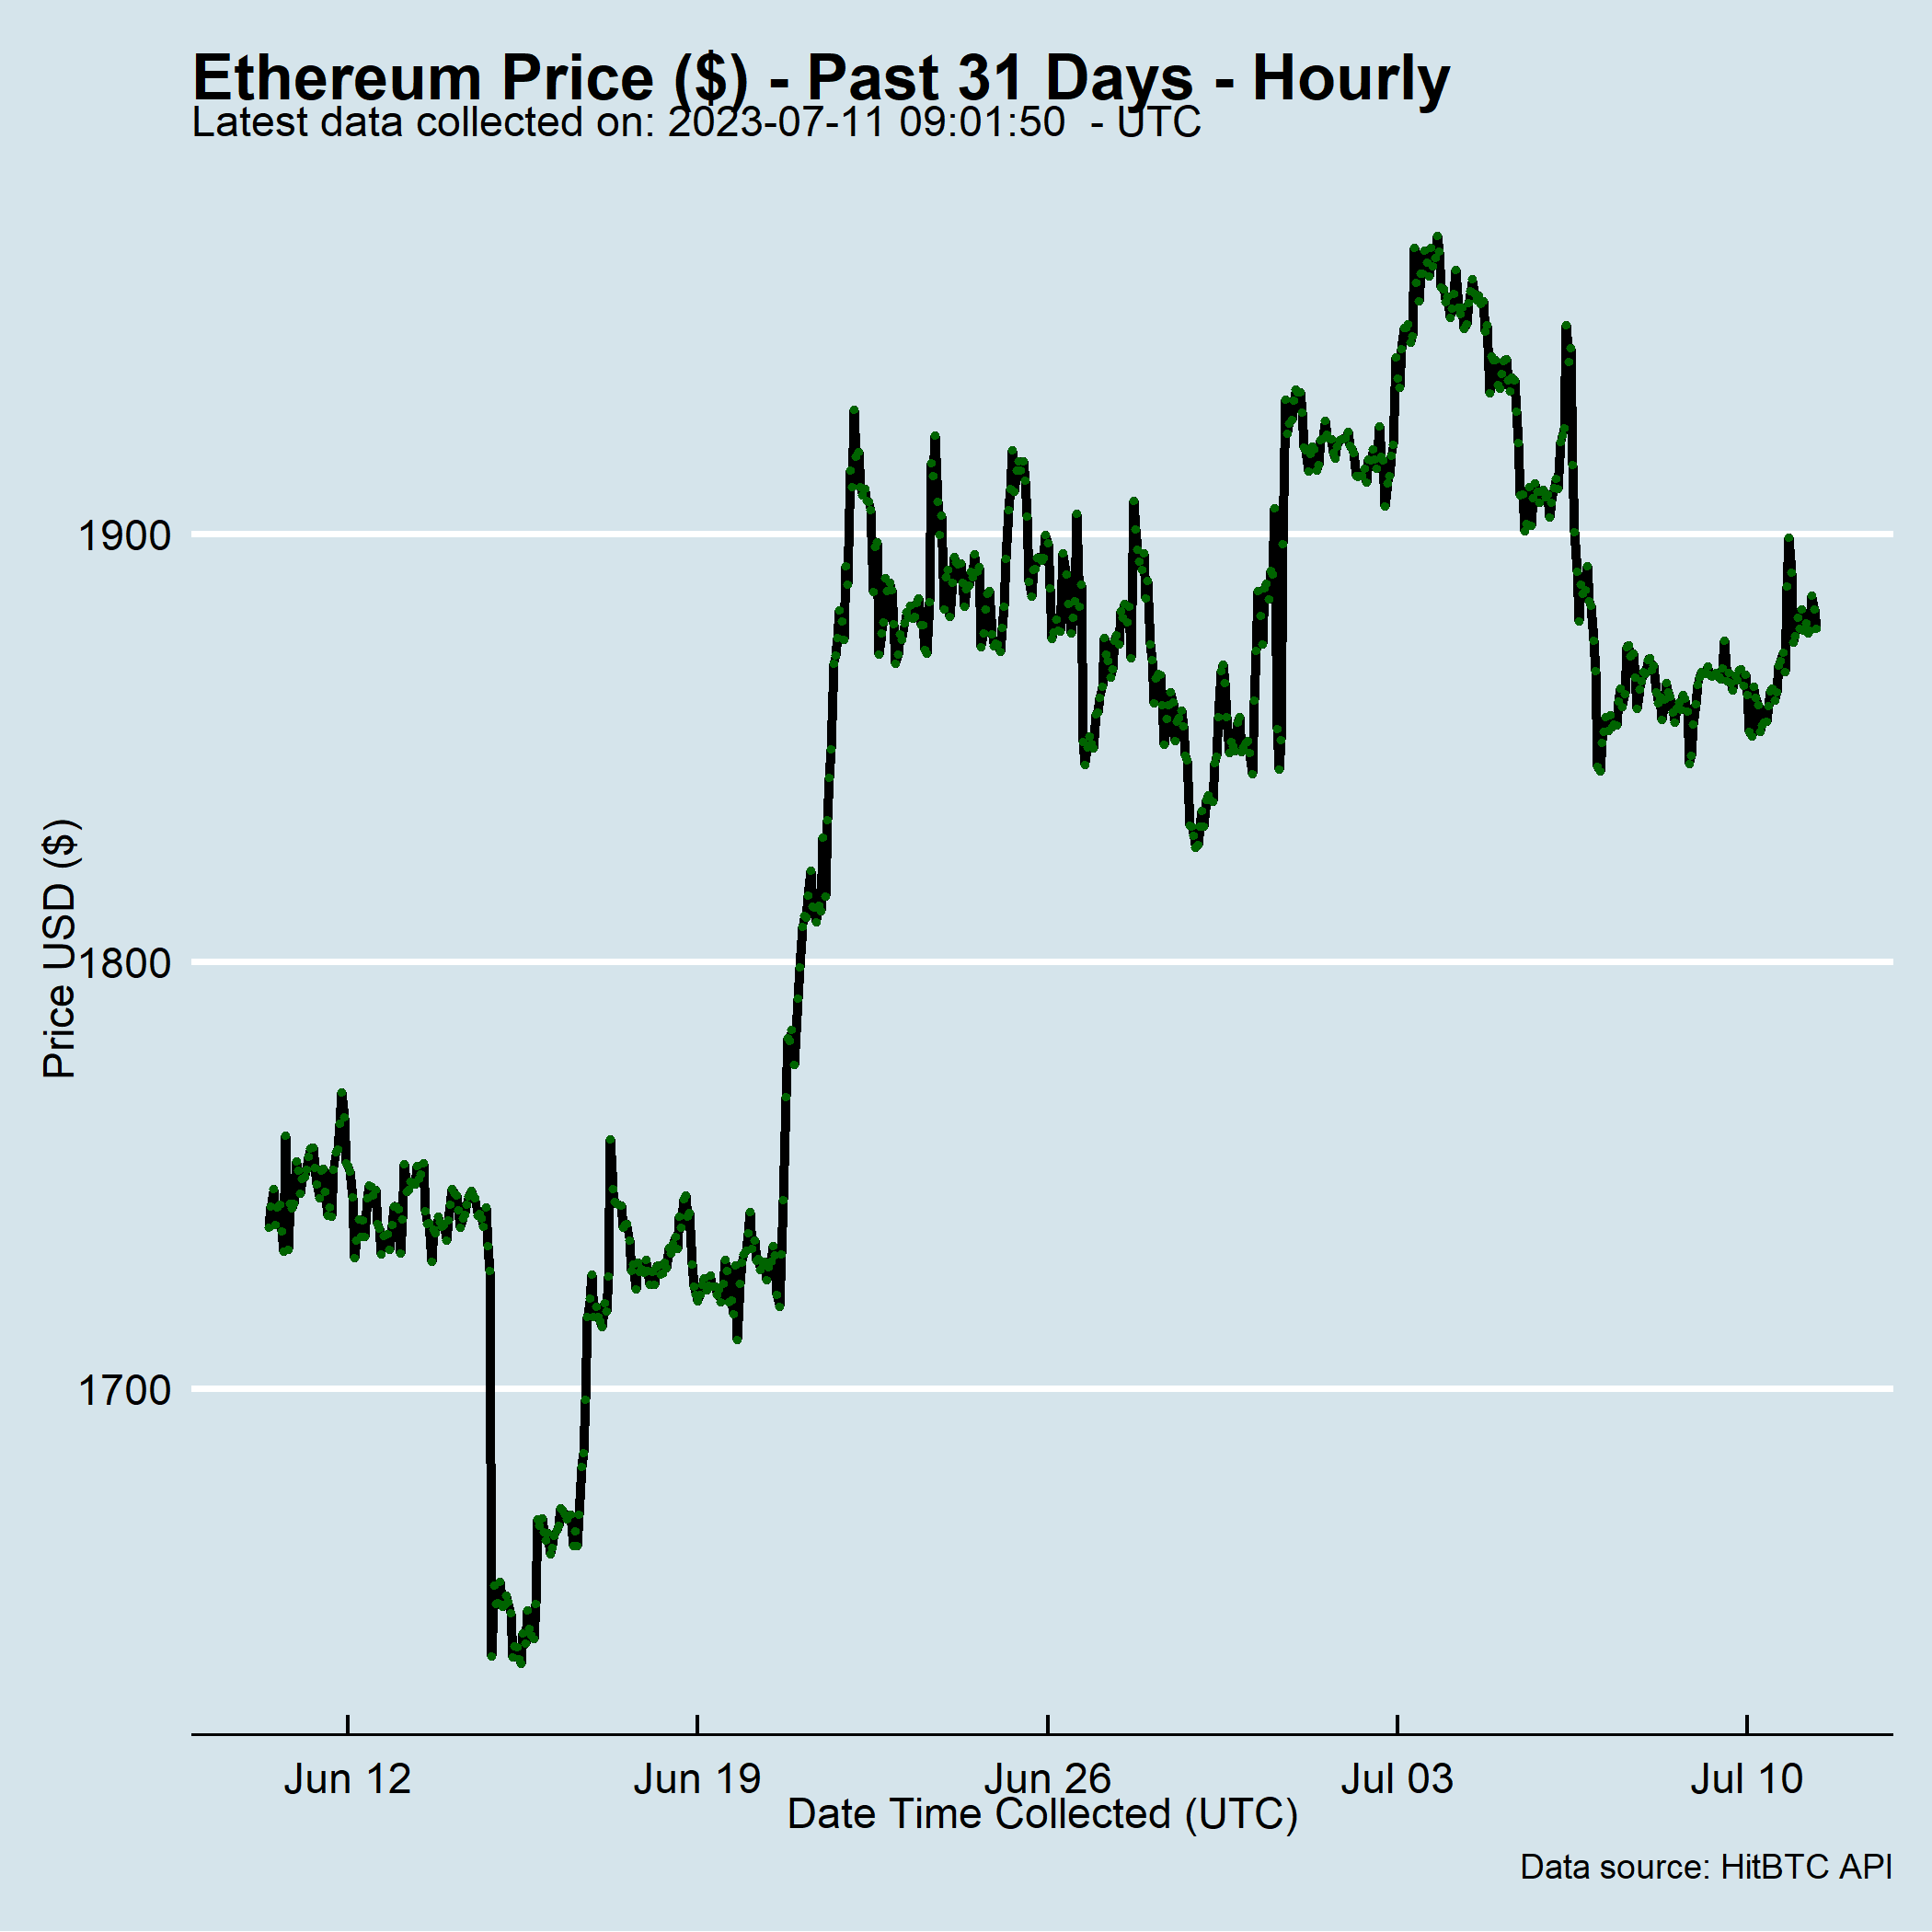 Ethereum Price ($) - Past 31 Days - Hourly
Latest data collected on: 2023-07-11 09:01:50  - UTC
Price USD ($)
1900
1800
1700
Jun 12
Jun 19
Jun 26
Jul 03
Jul 10
Date Time Collected (UTC)
Data source: HitBTC API